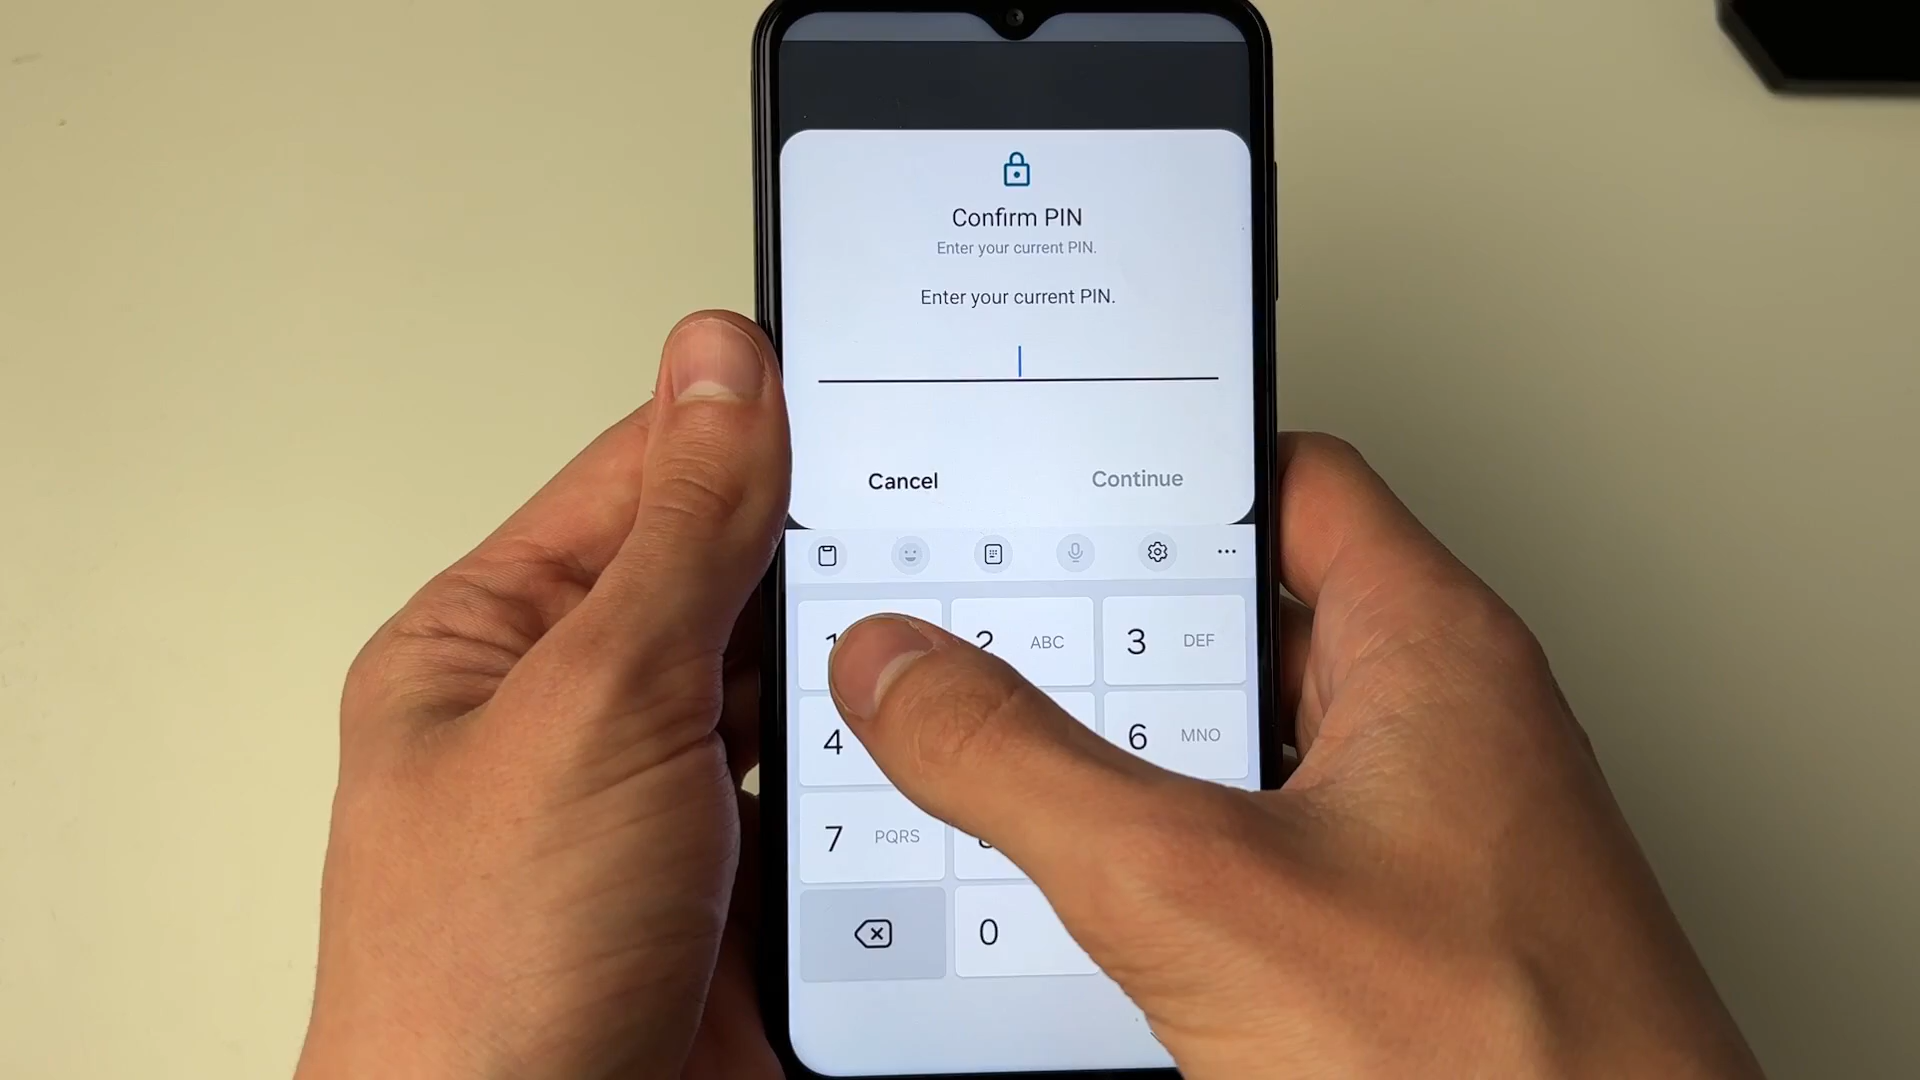 Confirm PIN
Enter your current PIN.
Enter your current PIN.
Cancel Continue
1 2 ABC 3 DEF
4 6 MNO
7 PQRS
0